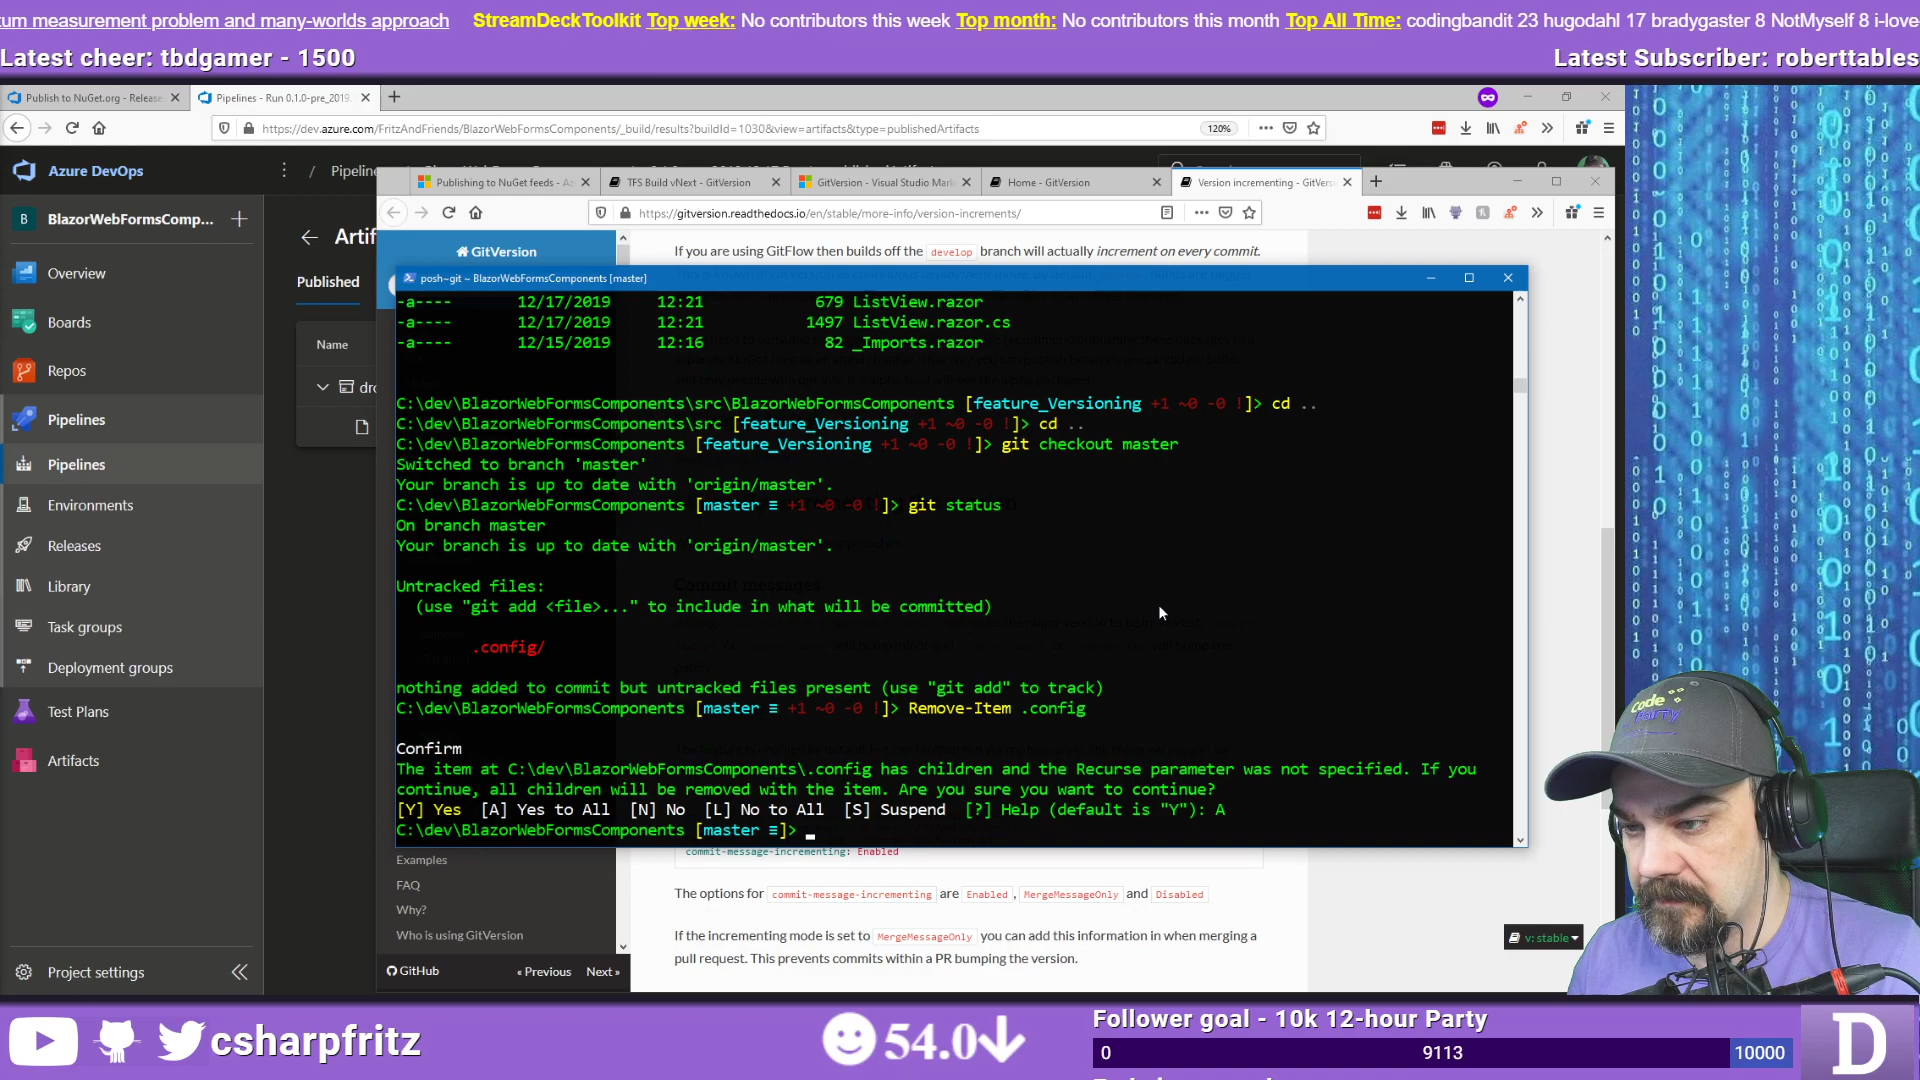 tum measurement problem and many-worlds approach StreamDeckToolkit Top week: No contributors this week Top month: No contributors this month Top All Time: codingbandit 23 hugodahl 17 bradygaster 8 NotMyself 8 i-love
Latest cheer: tbdgamer - 1500
Latest Subscriber: roberttables
Publish to NuGet.org - Release
Pipelines - Run 0.1.0-pre_2019.
https://dev.azure.com/FritzAndFriends/BlazorWebFormsComponents/_build/results?buildId=1030&view=artifacts&type=publishedArtifacts
120%
Azure DevOps
Pipeline
B BlazorWebFormsComp...
Overview
Boards
Repos
Pipelines
Pipelines
Environments
Releases
Library
Task groups
Deployment groups
Test Plans
Artifacts
Project settings
Artif
Published
Name
dro
Publishing to NuGet feeds - Az
TFS Build vNext - GitVersion
GitVersion - Visual Studio Mark
Home - GitVersion
Version incrementing - GitVers
https://gitversion.readthedocs.io/en/stable/more-info/version-increments/
GitVersion
If you are using GitFlow then builds off the develop branch will actually increment on every commit.
posh~git ~ BlazorWebFormsComponents [master]
-a---- 12/17/2019 12:21 679 ListView.razor
-a---- 12/17/2019 12:21 1497 ListView.razor.cs
-a---- 12/15/2019 12:16 82 _Imports.razor
C:\dev\BlazorWebFormsComponents\src\BlazorWebFormsComponents [feature_Versioning +1 ~0 -0 !]> cd ..
C:\dev\BlazorWebFormsComponents\src [feature_Versioning +1 ~0 -0 !]> cd ..
C:\dev\BlazorWebFormsComponents [feature_Versioning +1 ~0 -0 !]> git checkout master
Switched to branch 'master'
Your branch is up to date with 'origin/master'.
C:\dev\BlazorWebFormsComponents [master ≡ +1 ~0 -0 !]> git status
On branch master
Your branch is up to date with 'origin/master'.
Untracked files:
(use "git add <file>..." to include in what will be committed)
.config/
nothing added to commit but untracked files present (use "git add" to track)
C:\dev\BlazorWebFormsComponents [master ≡ +1 ~0 -0 !]> Remove-Item .config
Confirm
The item at C:\dev\BlazorWebFormsComponents\.config has children and the Recurse parameter was not specified. If you
continue, all children will be removed with the item. Are you sure you want to continue?
[Y] Yes [A] Yes to All [N] No [L] No to All [S] Suspend [?] Help (default is "Y"): A
C:\dev\BlazorWebFormsComponents [master ≡]>
Commit messages
commit-message-incrementing: Enabled
Examples
FAQ
Why?
Who is using GitVersion
GitHub
« Previous
Next »
The options for commit-message-incrementing are Enabled , MergeMessageOnly and Disabled
If the incrementing mode is set to MergeMessageOnly you can add this information in when merging a
pull request. This prevents commits within a PR bumping the version.
v: stable
Code
Party
csharpfritz
54.0
Follower goal - 10k 12-hour Party
0
9113
10000
D